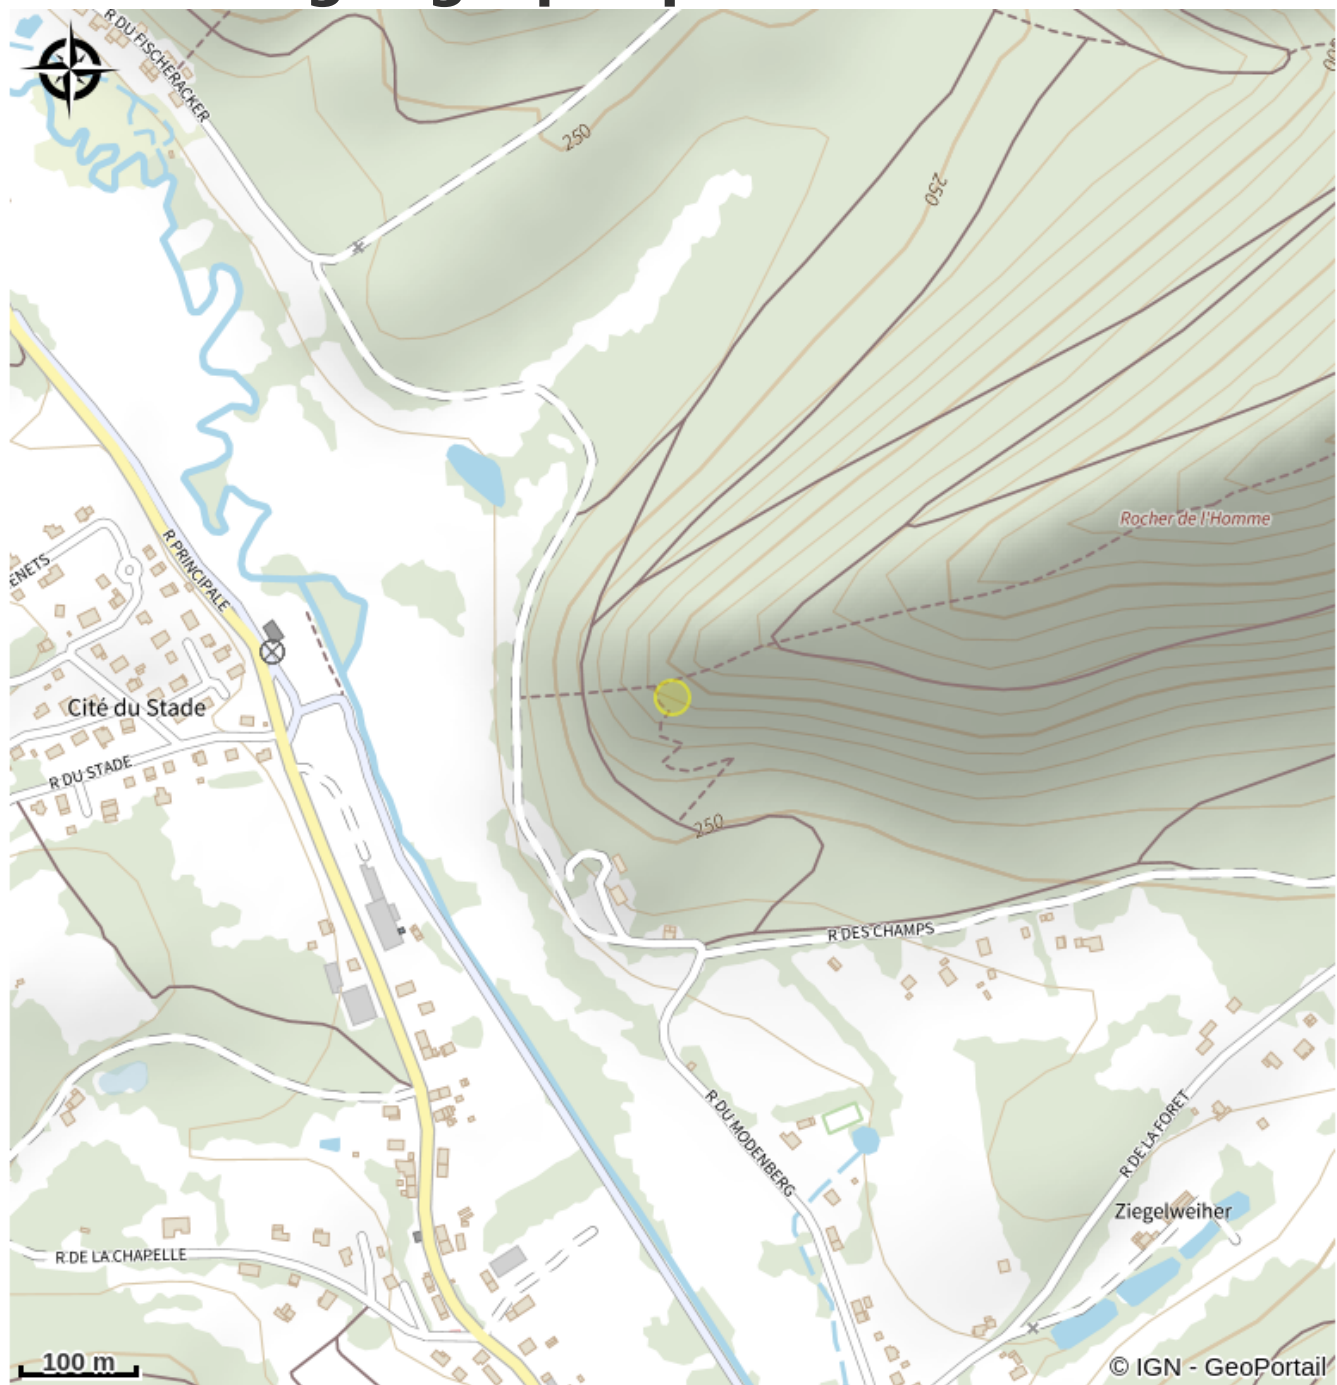 R DU FISCHERACKER
250
250
Rocher de l'Homme
ENETS
R PRINCIPALE
Cité du Stade
R DU STADE
250
R DES CHAMPS
R DU MODENBERG
R DE LA FORET
Ziegelweiher
R DE LA CHAPELLE
100 m
© IGN - GeoPortail